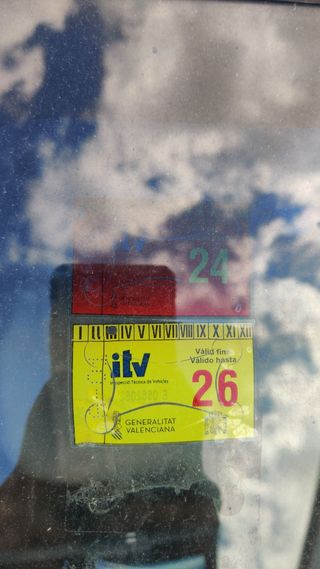 24
I II III IV V VI VII VIII IX X XI XII
itv
Inspecció Tècnica de Vehicles
Vàlid fins
Válido hasta
26
GENERALITAT
VALENCIANA